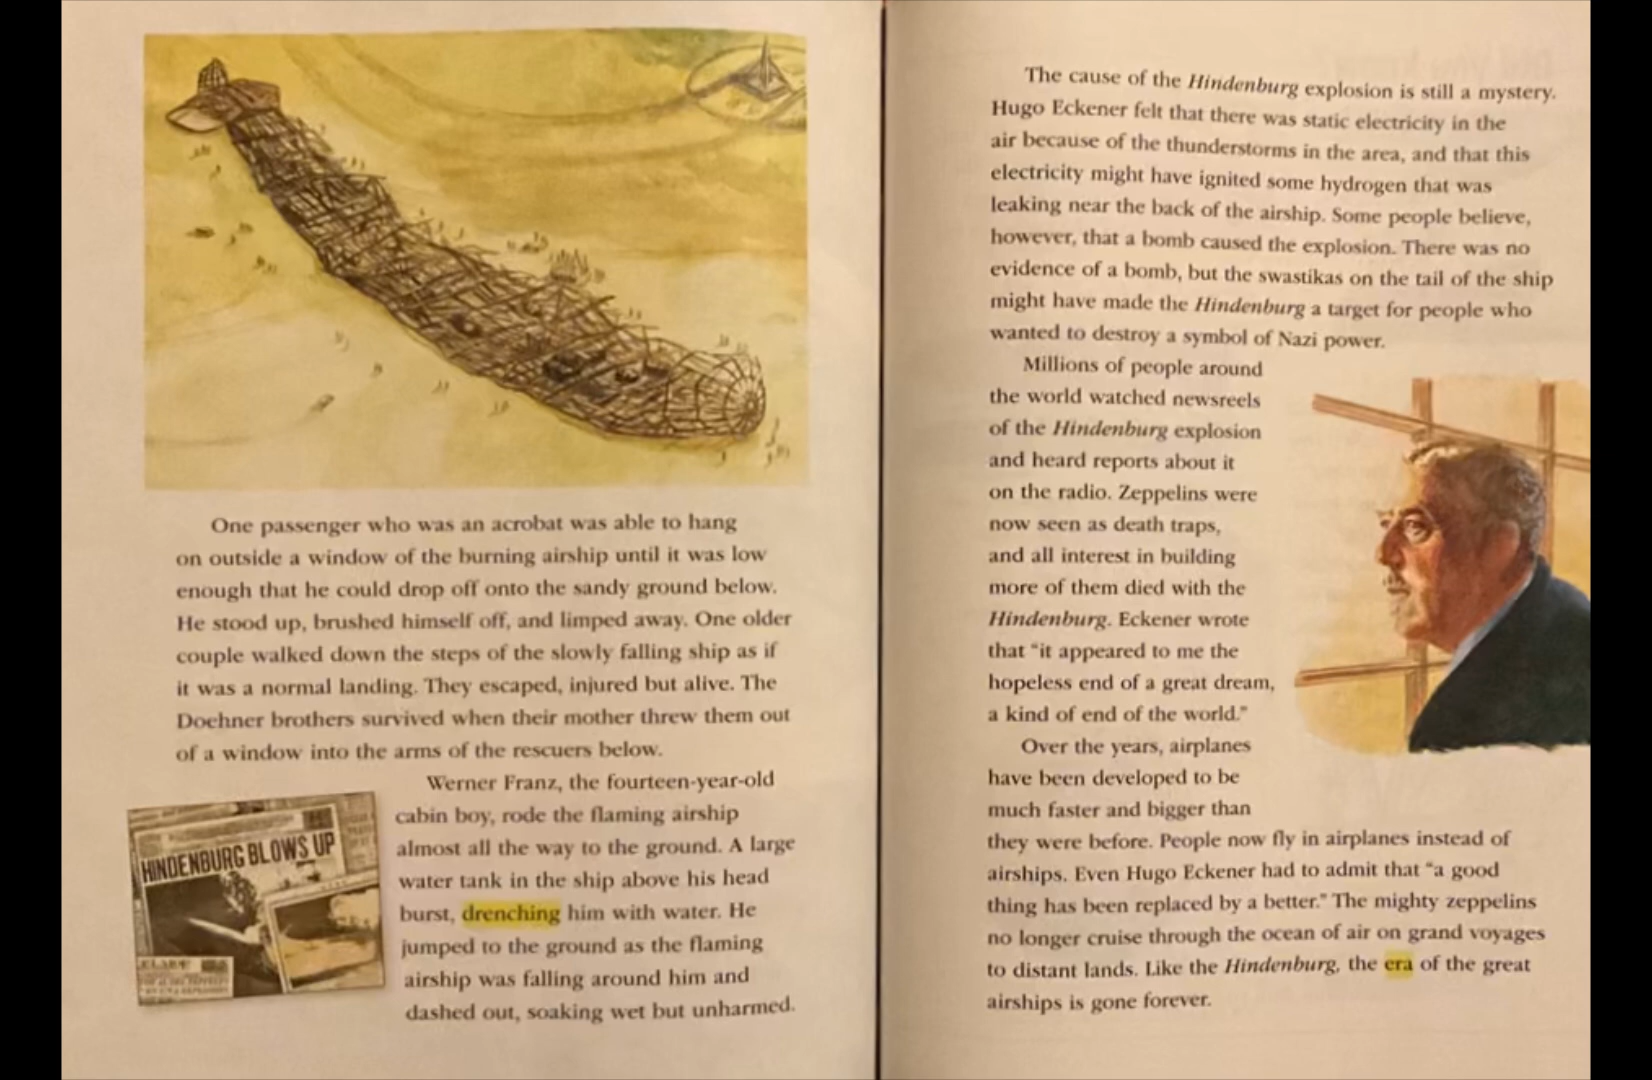 One passenger who was an acrobat was able to hang
on outside a window of the burning airship until it was low
enough that he could drop off onto the sandy ground below.
He stood up, brushed himself off, and limped away. One older
couple walked down the steps of the slowly falling ship as if
it was a normal landing. They escaped, injured but alive. The
Doehner brothers survived when their mother threw them out
of a window into the arms of the rescuers below.
Werner Franz, the fourteen-year-old
cabin boy, rode the flaming airship
almost all the way to the ground. A large
water tank in the ship above his head
burst, drenching him with water. He
jumped to the ground as the flaming
airship was falling around him and
dashed out, soaking wet but unharmed.
HINDENBURG BLOWS UP
The cause of the Hindenburg explosion is still a mystery.
Hugo Eckener felt that there was static electricity in the
air because of the thunderstorms in the area, and that this
electricity might have ignited some hydrogen that was
leaking near the back of the airship. Some people believe,
however, that a bomb caused the explosion. There was no
evidence of a bomb, but the swastikas on the tail of the ship
might have made the Hindenburg a target for people who
wanted to destroy a symbol of Nazi power.
Millions of people around
the world watched newsreels
of the Hindenburg explosion
and heard reports about it
on the radio. Zeppelins were
now seen as death traps,
and all interest in building
more of them died with the
Hindenburg. Eckener wrote
that "it appeared to me the
hopeless end of a great dream,
a kind of end of the world."
Over the years, airplanes
have been developed to be
much faster and bigger than
they were before. People now fly in airplanes instead of
airships. Even Hugo Eckener had to admit that "a good
thing has been replaced by a better." The mighty zeppelins
no longer cruise through the ocean of air on grand voyages
to distant lands. Like the Hindenburg, the era of the great
airships is gone forever.